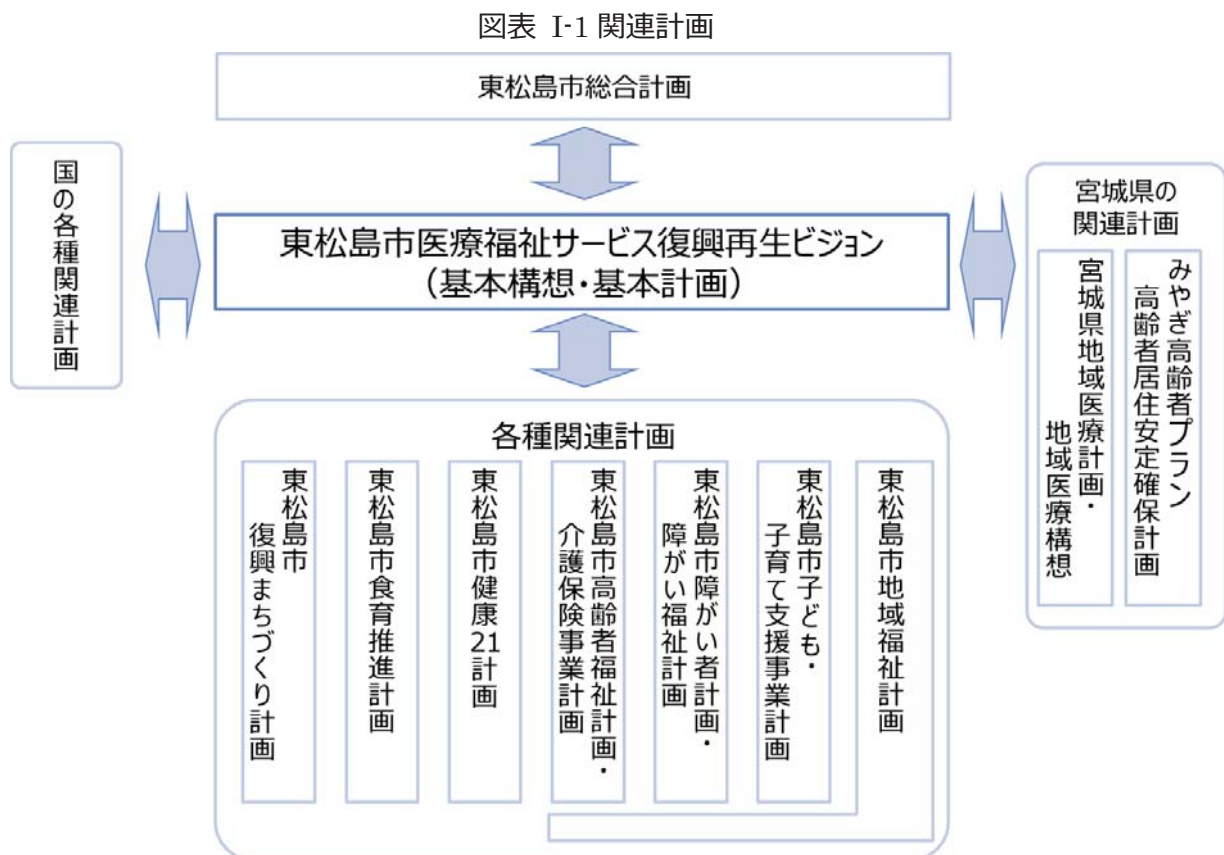 図表 I-1 関連計画
東松島市総合計画
国の各種関連計画
東松島市医療福祉サービス復興再生ビジョン
（基本構想・基本計画）
宮城県の
関連計画
みやぎ高齢者プラン
高齢者居住安定確保計画
宮城県地域医療計画・
地域医療構想
各種関連計画
東松島市地域福祉計画
東松島市子ども・
子育て支援事業計画
東松島市障がい者計画・
障がい福祉計画
東松島市高齢者福祉計画・
介護保険事業計画
東松島市健康21計画
東松島市食育推進計画
東松島市
復興まちづくり計画